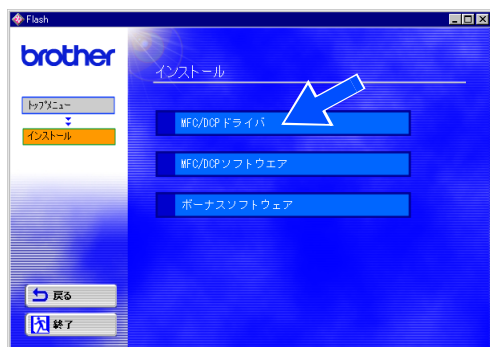 Flash
brother
インストール
トップメニュー
インストール
MFC/DCPドライバ
MFC/DCPソフトウエア
ボーナスソフトウェア
戻る
終了